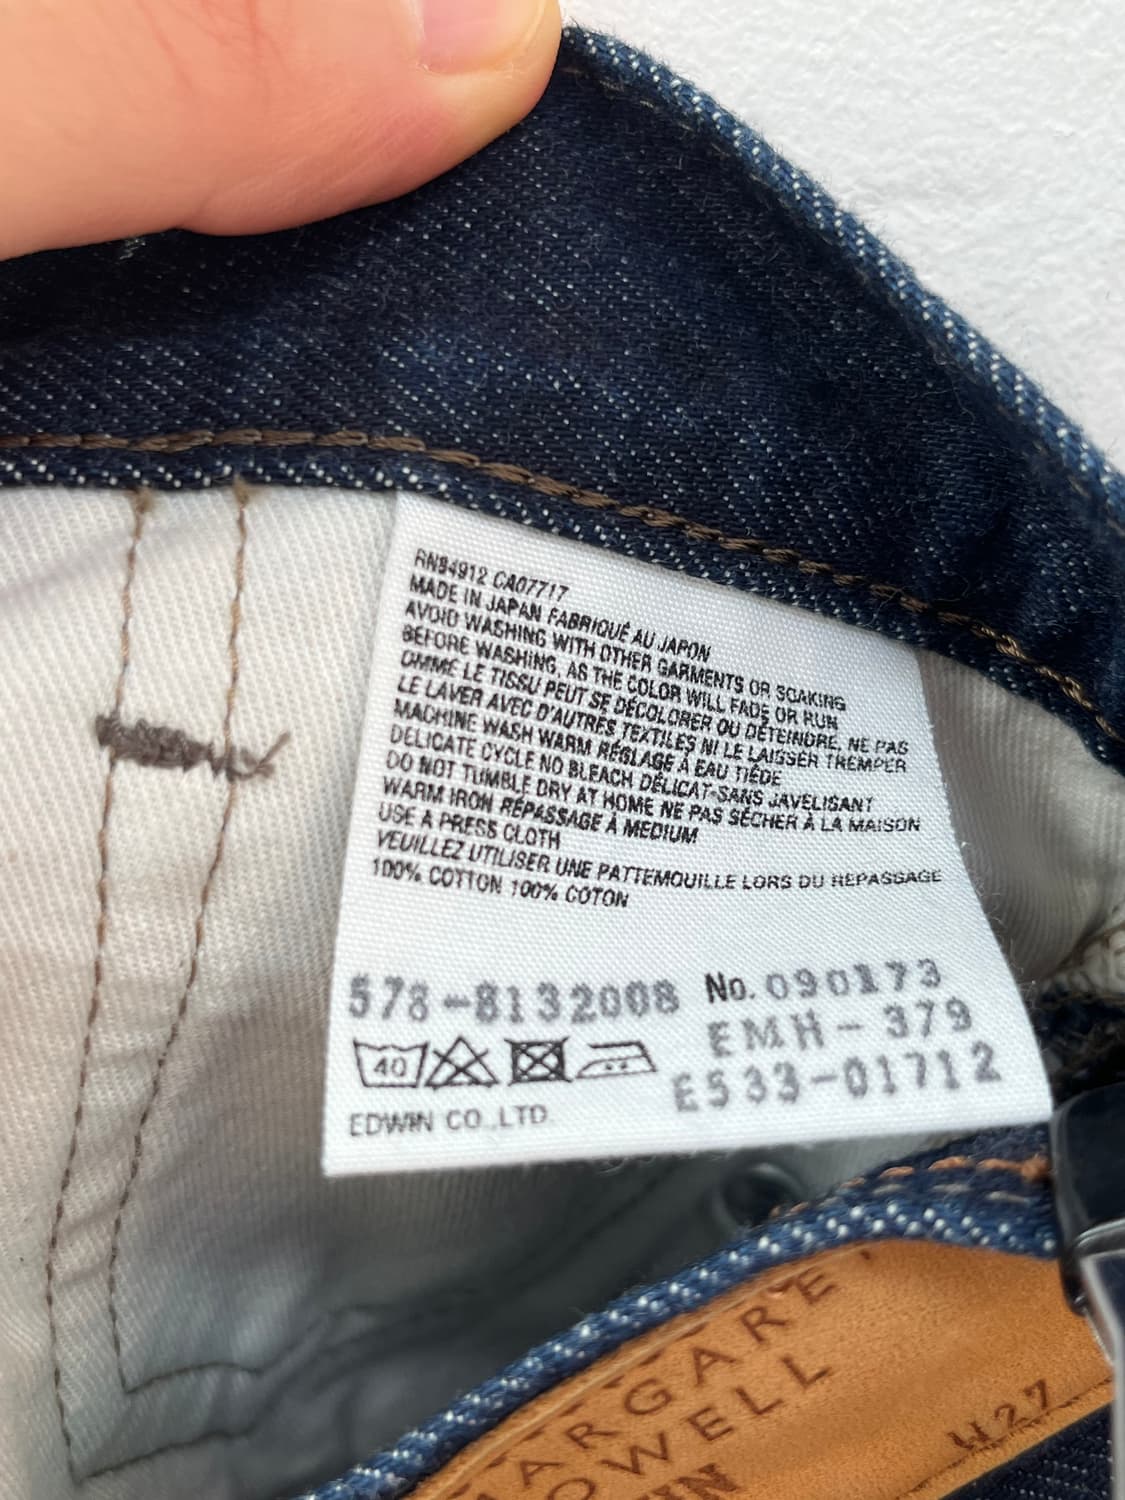 RN94912 CA07717
MADE IN JAPAN FABRIQUÉ AU JAPON
AVOID WASHING WITH OTHER GARMENTS OR SOAKING
BEFORE WASHING, AS THE COLOR WILL FADE OR RUN
OMME LE TISSU PEUT SE DÉCOLORER OU DÉTEINDRE, NE PAS
LE LAVER AVEC D'AUTRES TEXTILES NI LE LAISSER TREMPER
MACHINE WASH WARM RÉGLAGE À EAU TIÉDE
DELICATE CYCLE NO BLEACH DÉLICAT-SANS JAVELISANT
DO NOT TUMBLE DRY AT HOME NE PAS SÉCHER À LA MAISON
WARM IRON RÉPASSAGE À MEDIUM
USE A PRESS CLOTH
VEUILLEZ UTILISER UNE PATTEMOUILLE LORS DU REPASSAGE
100% COTTON 100% COTON
578-8132008 No. 090173
EMH-379
40
E533-01712
EDWIN CO.,LTD.
ARGARE
OWELL
W27